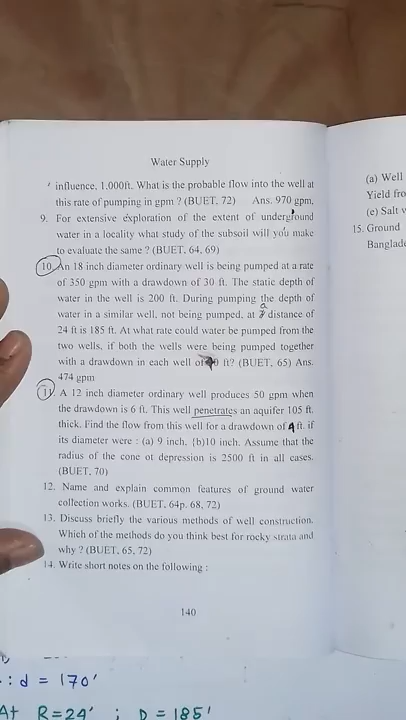 Water Supply
influence, 1.000ft. What is the probable flow into the well at
this rate of pumping in gpm ? (BUET, 72) Ans. 970 gpm,
9. For extensive exploration of the extent of underground
water in a locality what study of the subsoil will you make
to evaluate the same ? (BUET, 64, 69)
10. An 18 inch diameter ordinary well is being pumped at a rate
of 350 gpm with a drawdown of 30 ft. The static depth of
water in the well is 200 ft. During pumping the depth of
water in a similar well, not being pumped, at a distance of
24 ft is 185 ft. At what rate could water be pumped from the
two wells, if both the wells were being pumped together
with a drawdown in each well of ft? (BUET, 65) Ans.
474 gpm
11. A 12 inch diameter ordinary well produces 50 gpm when
the drawdown is 6 ft. This well penetrates an aquifer 105 ft.
thick. Find the flow from this well for a drawdown of 9 ft. if
its diameter were : (a) 9 inch, {b)10 inch. Assume that the
radius of the cone ot depression is 2500 ft in all cases.
(BUET, 70)
12. Name and explain common features of ground water
collection works. (BUET, 64p. 68, 72)
13. Discuss briefly the various methods of well construction.
Which of the methods do you think best for rocky strata and
why ? (BUET, 65, 72)
14. Write short notes on the following :
140
(a) Well
Yield fro
(e) Salt
15. Ground
Banglade
: d = 170'
At R=24' ; D = 185'